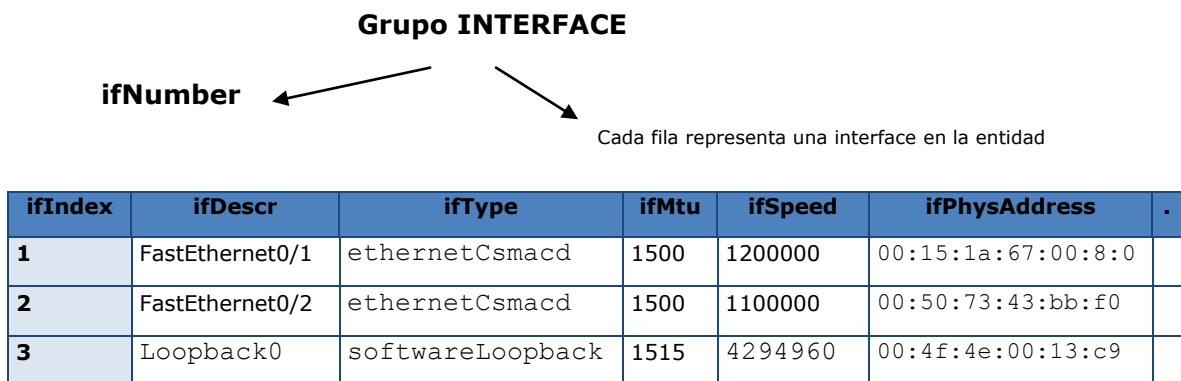 Grupo INTERFACE
ifNumber
Cada fila representa una interface en la entidad
ifIndex ifDescr ifType ifMtu ifSpeed ifPhysAddress .
1 FastEthernet0/1 ethernetCsmacd 1500 1200000 00:15:1a:67:00:8:0
2 FastEthernet0/2 ethernetCsmacd 1500 1100000 00:50:73:43:bb:f0
3 Loopback0 softwareLoopback 1515 4294960 00:4f:4e:00:13:c9